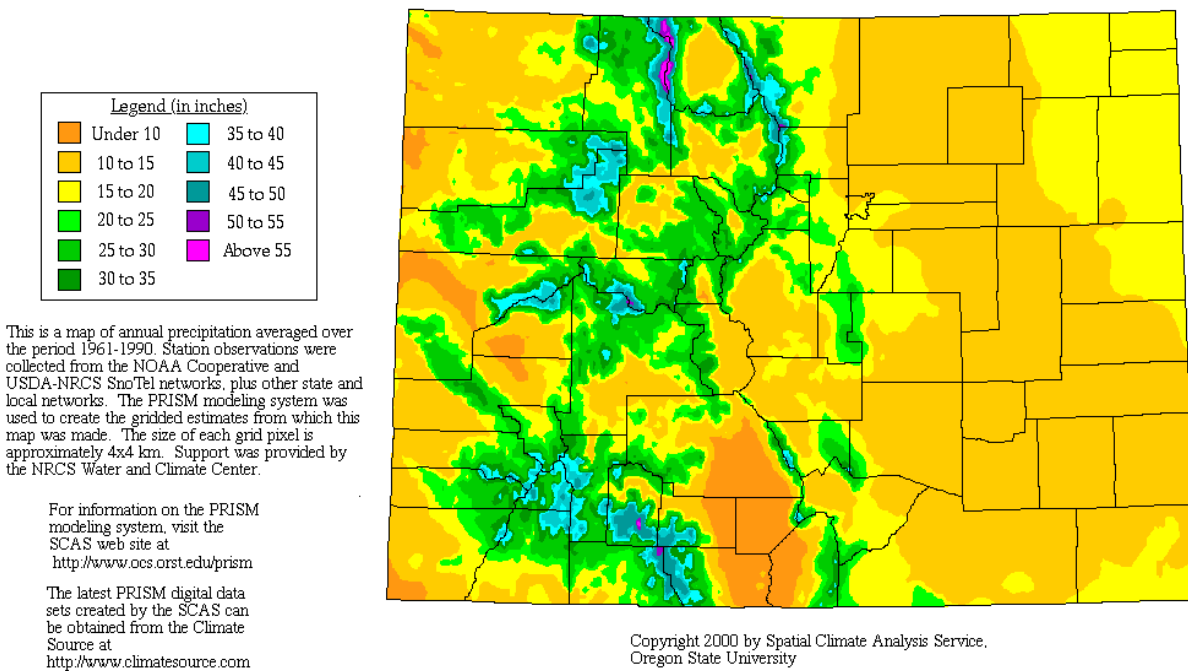 Legend (in inches)
Under 10
10 to 15
15 to 20
20 to 25
25 to 30
30 to 35
35 to 40
40 to 45
45 to 50
50 to 55
Above 55
This is a map of annual precipitation averaged over
the period 1961-1990. Station observations were
collected from the NOAA Cooperative and
USDA-NRCS SnoTel networks, plus other state and
local networks. The PRISM modeling system was
used to create the gridded estimates from which this
map was made. The size of each grid pixel is
approximately 4x4 km. Support was provided by
the NRCS Water and Climate Center.
For information on the PRISM
modeling system, visit the
SCAS web site at
http://www.ocs.orst.edu/prism
The latest PRISM digital data
sets created by the SCAS can
be obtained from the Climate
Source at
http://www.climatesource.com
Copyright 2000 by Spatial Climate Analysis Service,
Oregon State University